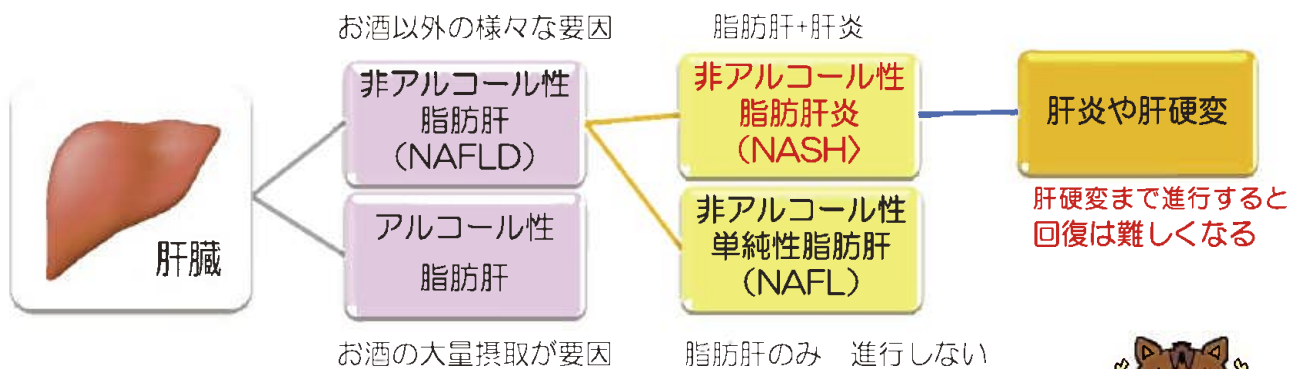 お酒以外の様々な要因
脂肪肝+肝炎
非アルコール性
脂肪肝
(NAFLD)
非アルコール性
脂肪肝炎
(NASH〉
肝炎や肝硬変
肝臓
アルコール性
脂肪肝
非アルコール性
単純性脂肪肝
(NAFL)
肝硬変まで進行すると
回復は難しくなる
お酒の大量摂取が要因
脂肪肝のみ 進行しない